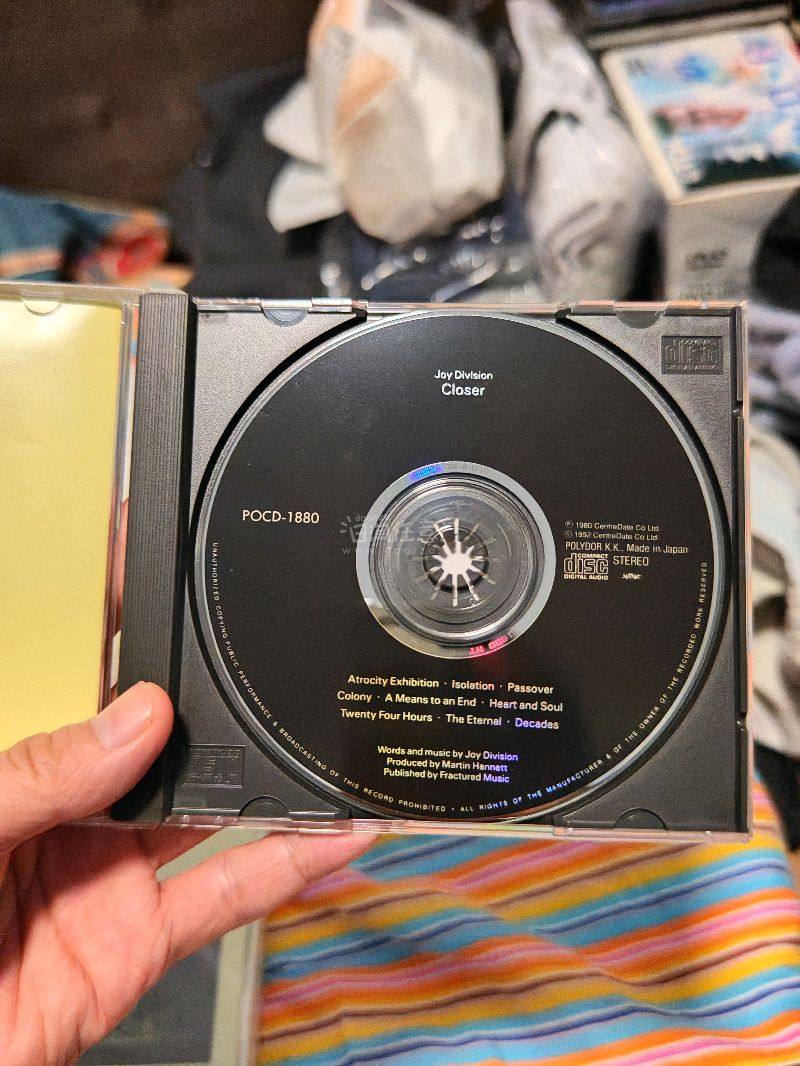 Joy Division
Closer
POCD-1880
℗ 1980 CentreDate Co Ltd.
© 1992 CentreDate Co Ltd.
POLYDOR K.K., Made in Japan
COMPACT
disc
DIGITAL AUDIO
STEREO
Atrocity Exhibition · Isolation · Passover
Colony · A Means to an End · Heart and Soul
Twenty Four Hours · The Eternal · Decades
Words and music by Joy Division
Produced by Martin Hannett
Published by Fractured Music
UNAUTHORIZED COPYING PUBLIC PERFORMANCE & BROADCASTING OF THIS RECORD PROHIBITED • ALL RIGHTS OF THE MANUFACTURER & OF THE OWNER OF THE RECORDED WORK RESERVED
disc
DVD